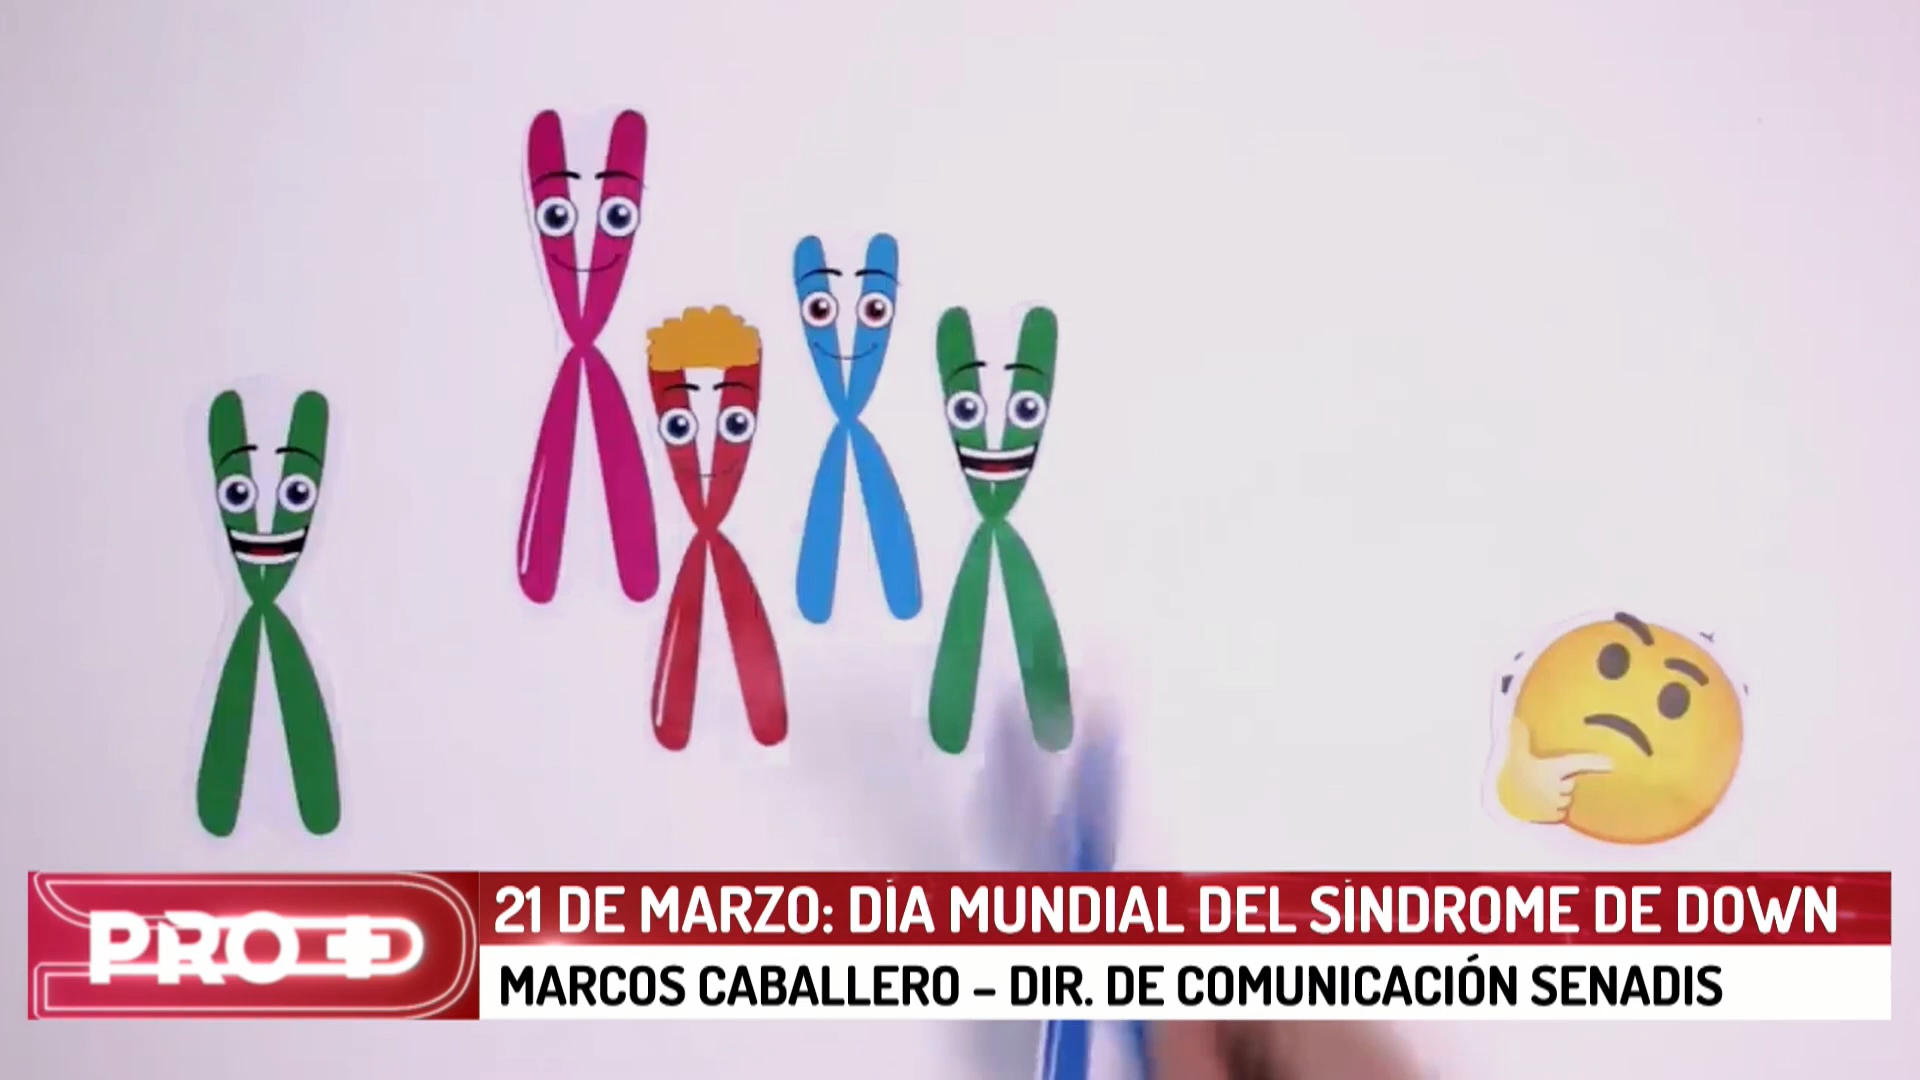 21 DE MARZO: DÍA MUNDIAL DEL SÍNDROME DE DOWN
PRO
MARCOS CABALLERO – DIR. DE COMUNICACIÓN SENADIS